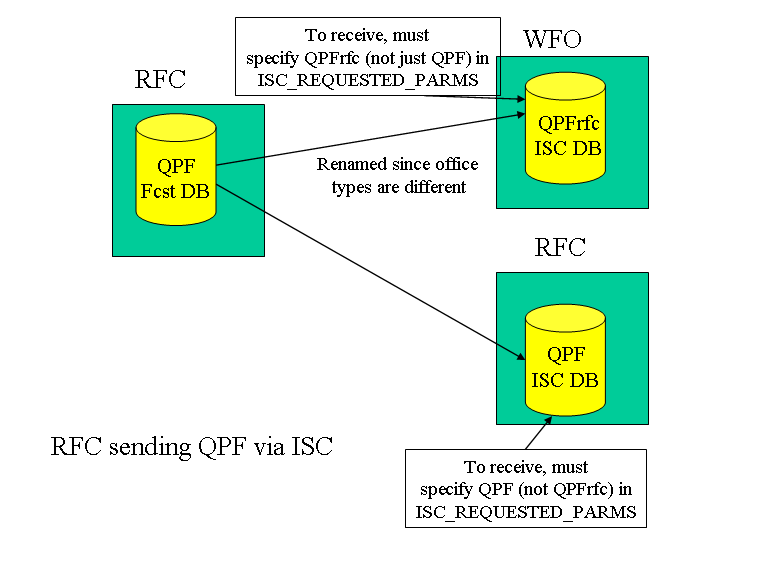 To receive, must
specify QPFrfc (not just QPF) in
ISC_REQUESTED_PARMS
WFO
RFC
QPFrfc
ISC DB
QPF
Fcst DB
Renamed since office
types are different
RFC
QPF
ISC DB
RFC sending QPF via ISC
To receive, must
specify QPF (not QPFrfc) in
ISC_REQUESTED_PARMS